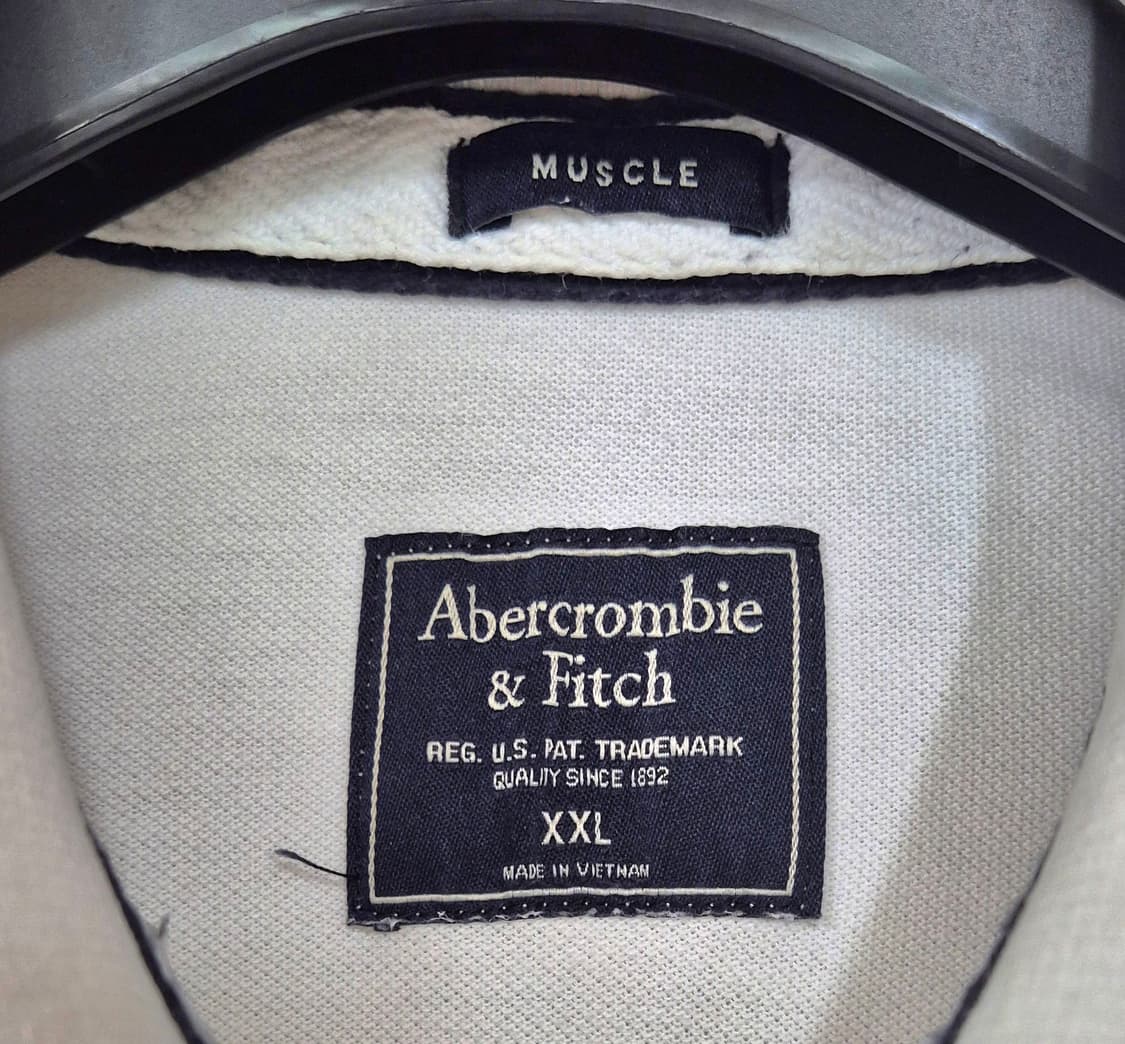 MUSCLE
Abercrombie
& Fitch
REG. U.S. PAT. TRADEMARK
QUALITY SINCE 1892
XXL
MADE IN VIETNAM